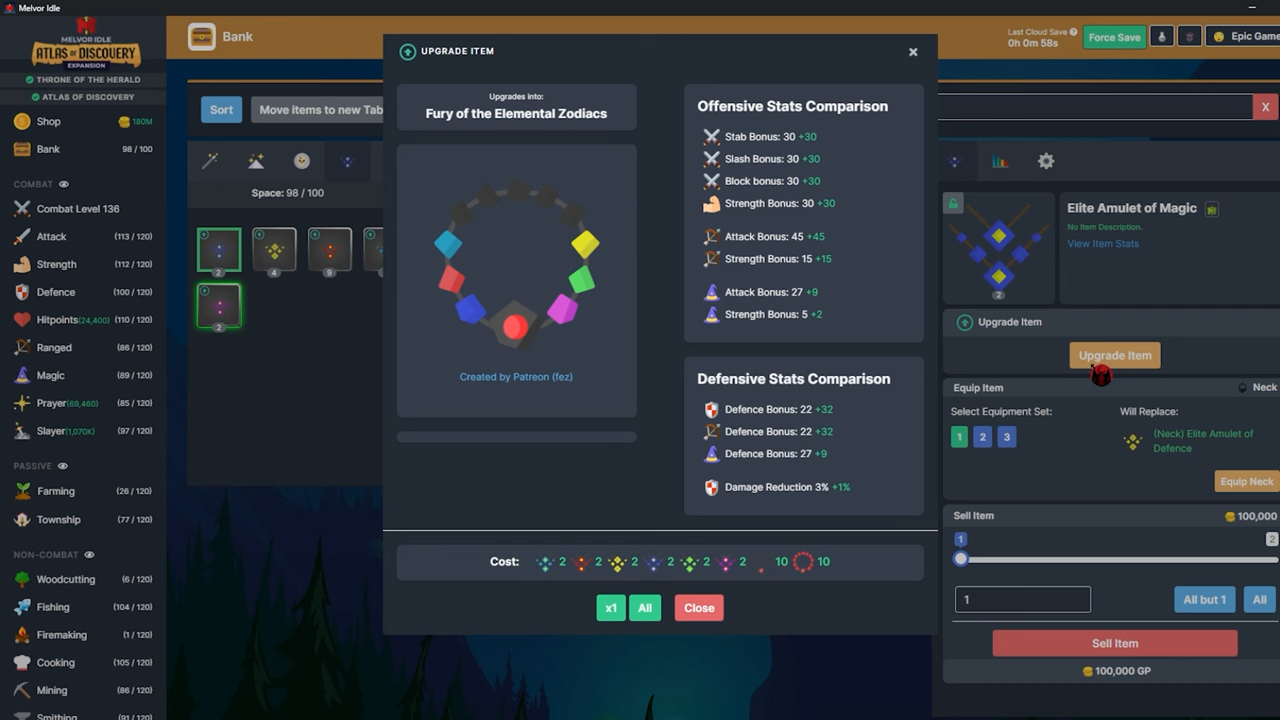 Melvor Idle
MELVOR IDLE
ATLAS OF DISCOVERY
EXPANSION
THRONE OF THE HERALD
ATLAS OF DISCOVERY
Shop 180M
Bank 98 / 100
COMBAT
Combat Level 136
Attack (113 / 120)
Strength (112 / 120)
Defence (100 / 120)
Hitpoints(24,400) (110 / 120)
Ranged (86 / 120)
Magic (89 / 120)
Prayer(69,460) (85 / 120)
Slayer(1,070K) (97 / 120)
PASSIVE
Farming (26 / 120)
Township (77 / 120)
NON-COMBAT
Woodcutting (6 / 120)
Fishing (104 / 120)
Firemaking (1 / 120)
Cooking (105 / 120)
Mining (86 / 120)
Smithing (91 / 120)
Bank
Last Cloud Save
0h 0m 58s
Force Save
Epic Game
Sort
Move items to new Tab
X
Space: 98 / 100
2
4
9
2
UPGRADE ITEM
×
Upgrades into:
Fury of the Elemental Zodiacs
Created by Patreon (fez)
Offensive Stats Comparison
Stab Bonus: 30 +30
Slash Bonus: 30 +30
Block bonus: 30 +30
Strength Bonus: 30 +30
Attack Bonus: 45 +45
Strength Bonus: 15 +15
Attack Bonus: 27 +9
Strength Bonus: 5 +2
Defensive Stats Comparison
Defence Bonus: 22 +32
Defence Bonus: 22 +32
Defence Bonus: 27 +9
Damage Reduction 3% +1%
Cost: 2 2 2 2 2 2 10 10
x1
All
Close
Elite Amulet of Magic
No Item Description.
View Item Stats
2
Upgrade Item
Upgrade Item
Equip Item
Neck
Select Equipment Set:
1 2 3
Will Replace:
(Neck) Elite Amulet of
Defence
Equip Neck
Sell Item
100,000
1
2
1
All but 1
All
Sell Item
100,000 GP